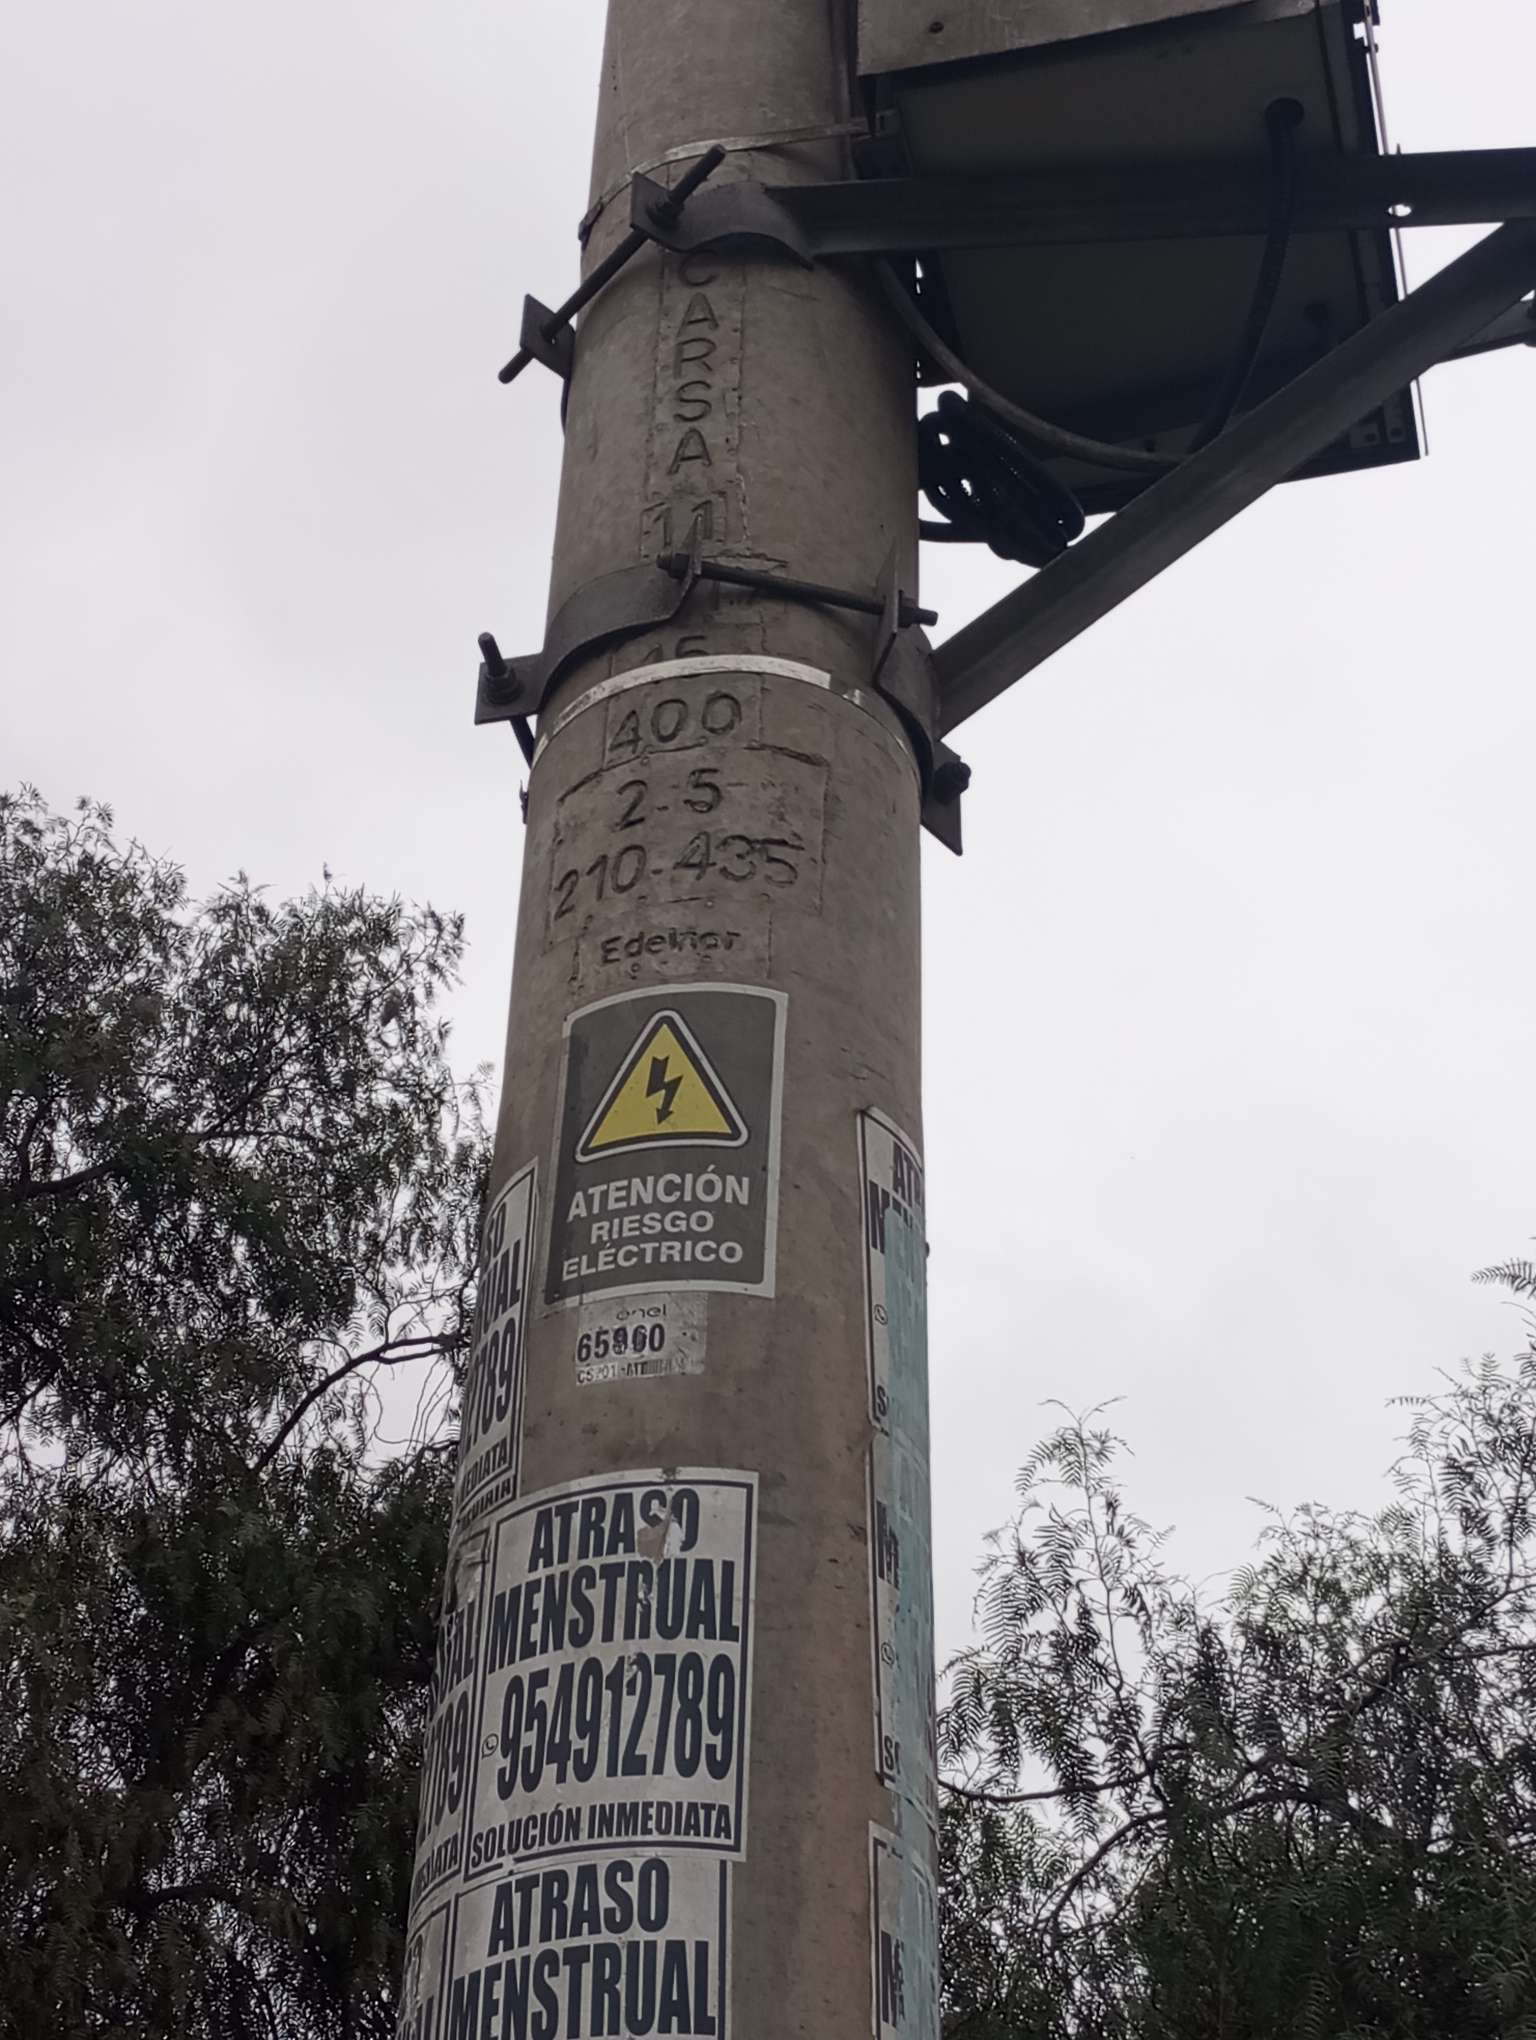 CARSA
11
15
400
2.5
210.435
Edelnor
ATENCIÓN
RIESGO
ELÉCTRICO
enel
65960
ATRASO
MENSTRUAL
954912789
SOLUCIÓN INMEDIATA
ATRASO
MENSTRUAL